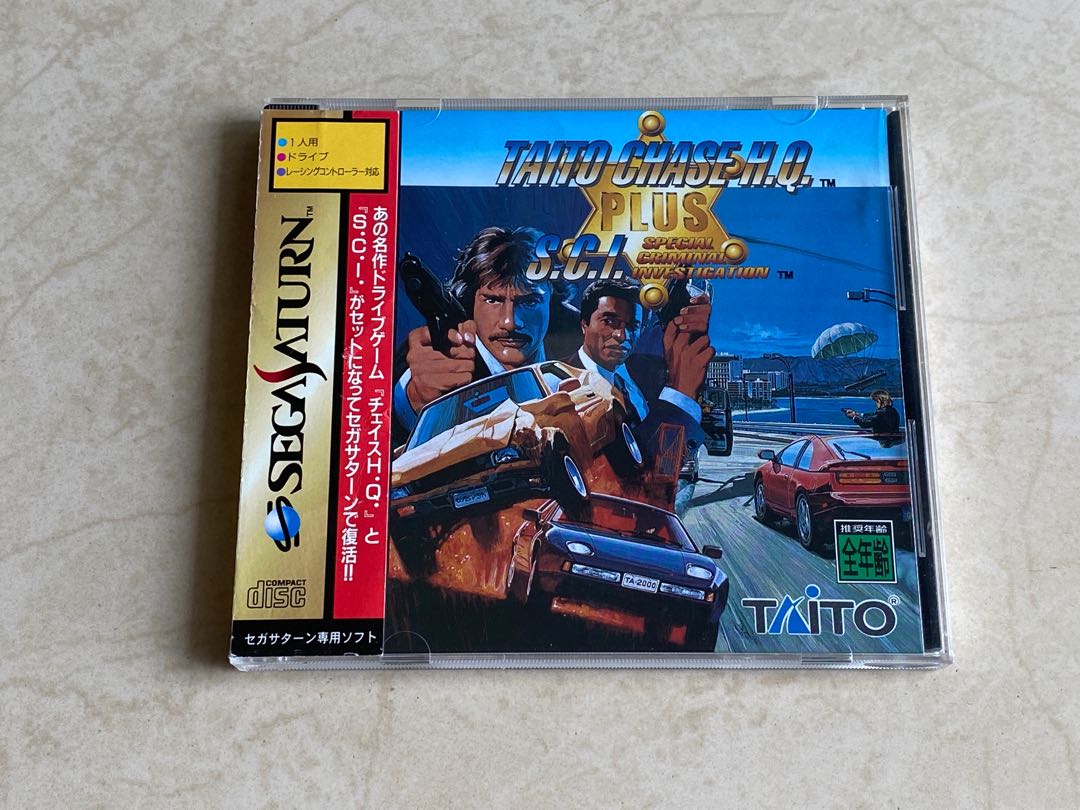 ●1人用
●ドライブ
●レーシングコントローラー対応
SEGA SATURN™
COMPACT
disc
セガサターン専用ソフト
あの名作ドライブゲーム『チェイスH.Q.』と
『S.C.I.』がセットになってセガサターンで復活!!
TAITO CHASE H.Q.™
PLUS
S.C.I. SPECIAL
CRIMINAL
INVESTIGATION™
TA-2000
推奨年齢
全年齢
TAITO®